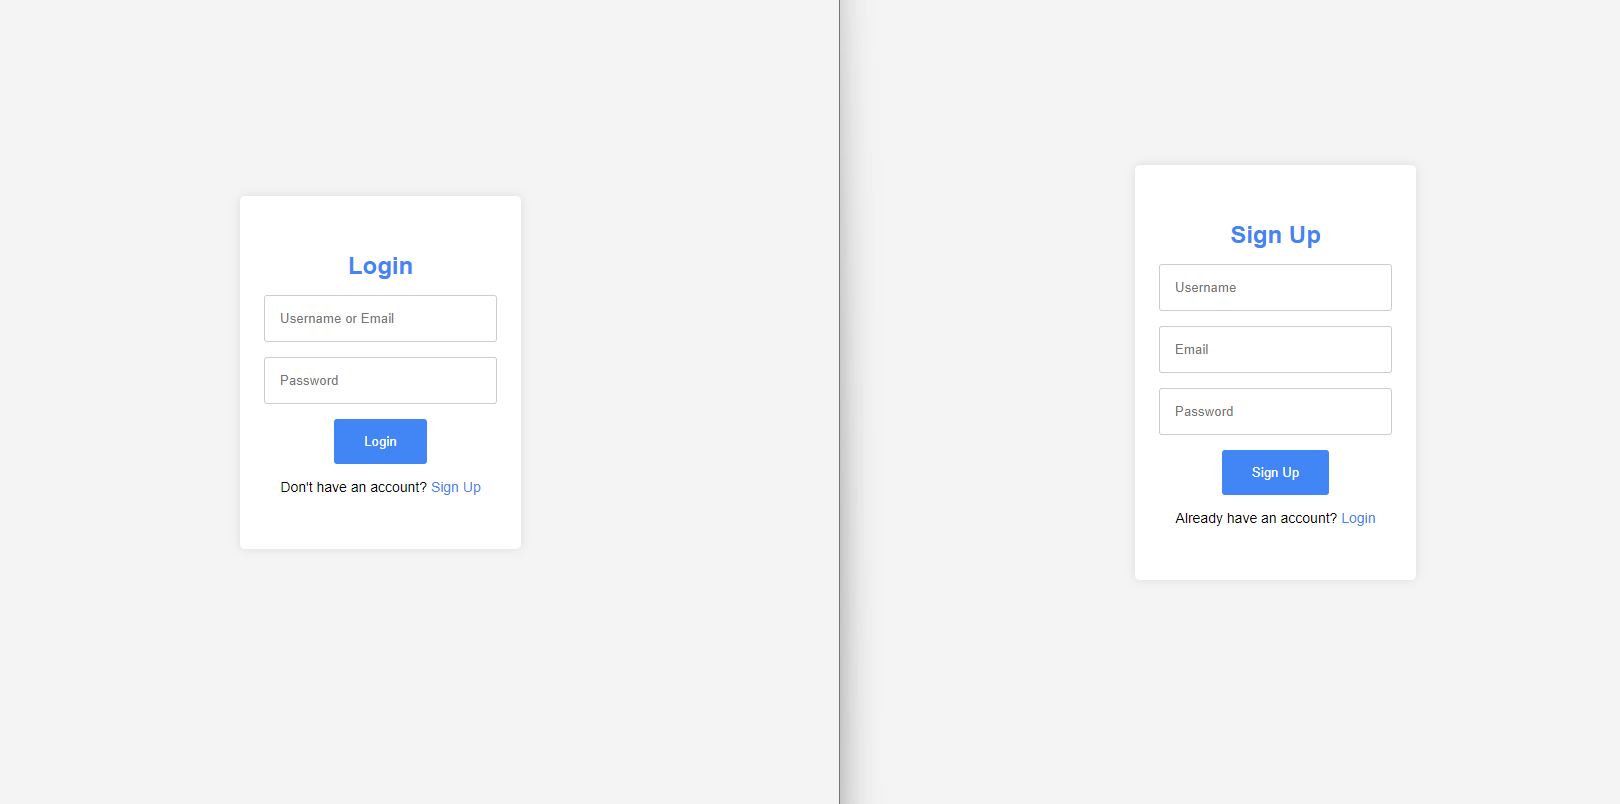 Login
Username or Email
Password
Login
Don't have an account? Sign Up
Sign Up
Username
Email
Password
Sign Up
Already have an account? Login